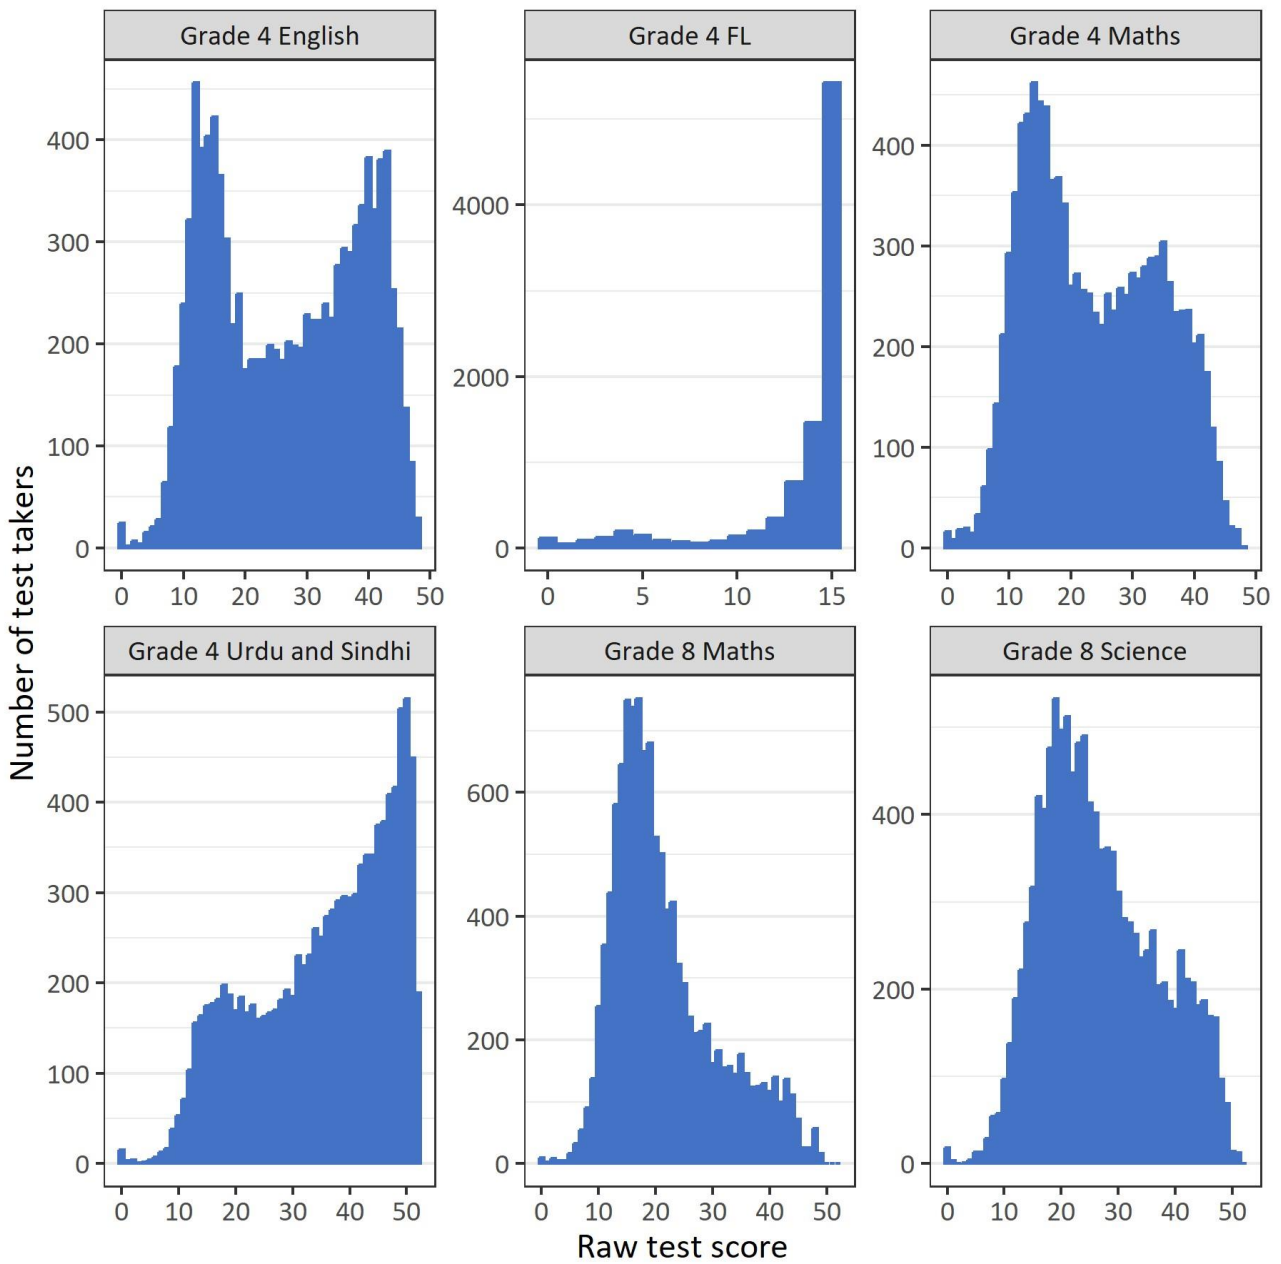 Grade 4 English
Grade 4 FL
Grade 4 Maths
400
300
200
100
0
0 10 20 30 40 50
4000
2000
0
0 5 10 15
400
300
200
100
0
0 10 20 30 40 50
Number of test takers
Grade 4 Urdu and Sindhi
Grade 8 Maths
Grade 8 Science
500
400
300
200
100
0
0 10 20 30 40 50
600
400
200
0
0 10 20 30 40 50
400
200
0
0 10 20 30 40 50
Raw test score